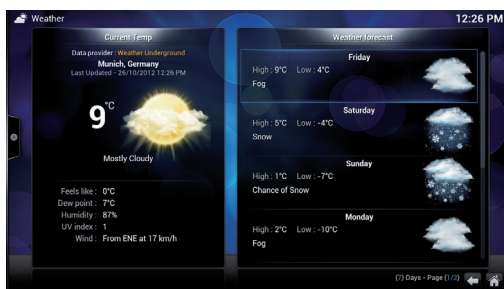 Weather
12:26 PM
Current Temp
Data provider : Weather Underground
Munich, Germany
Last Updated - 26/10/2012 12:26 PM
9°C
Mostly Cloudy
Feels like : 0°C
Dew point : 7°C
Humidity : 87%
UV index : 1
Wind : From ENE at 17 km/h
Weather forecast
Friday
High : 9°C Low : 4°C
Fog
Saturday
High : 5°C Low : -4°C
Snow
Sunday
High : 1°C Low : -7°C
Chance of Snow
Monday
High : 2°C Low : -10°C
Fog
(7) Days - Page (1/2)